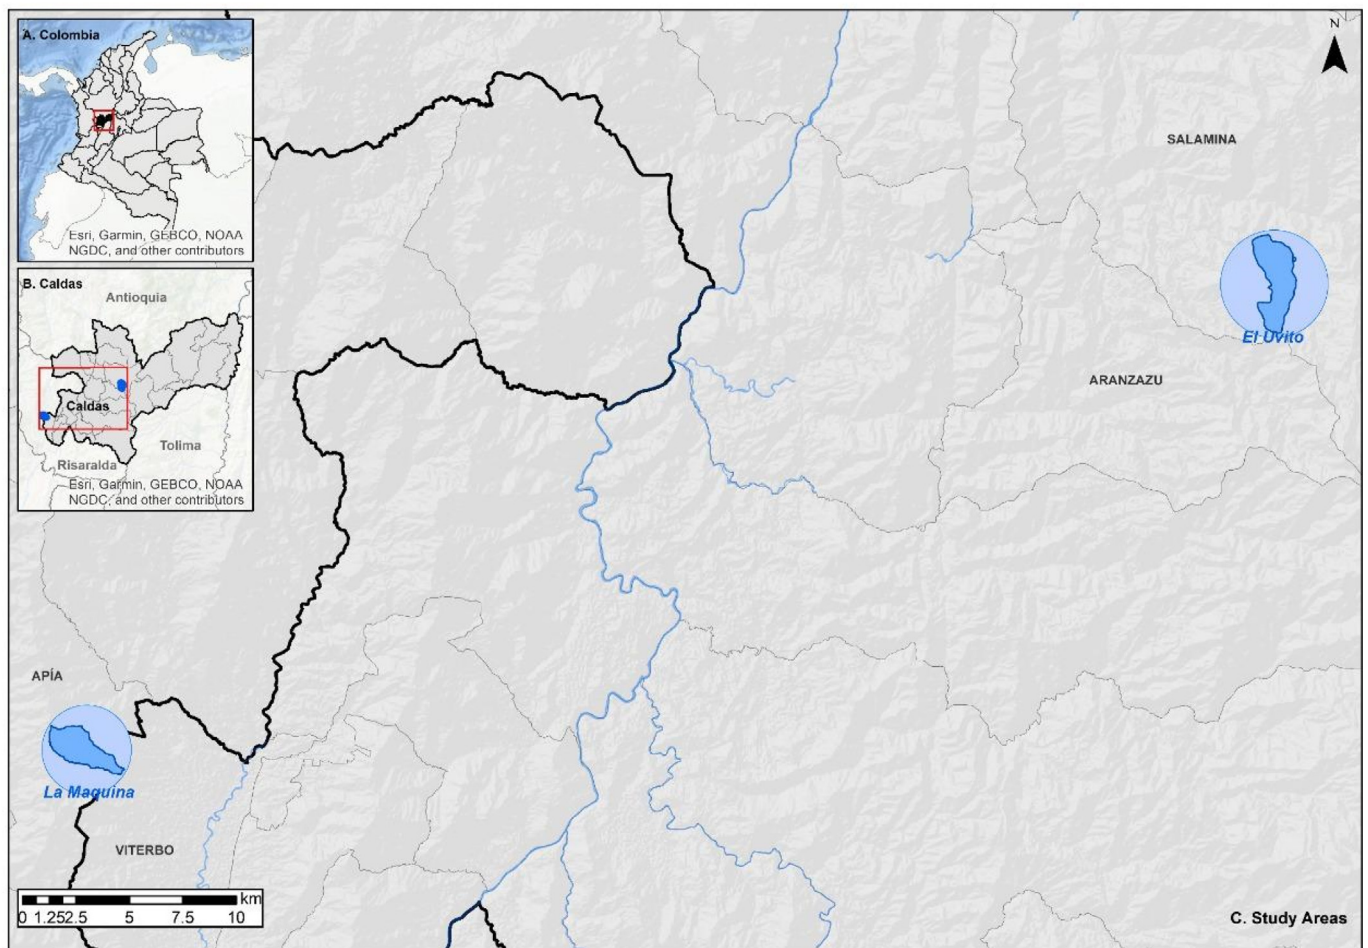 A. Colombia
Esri, Garmin, GEBCO, NOAA
NGDC, and other contributors
B. Caldas
Antioquia
Caldas
Tolima
Risaralda
Esri, Garmin, GEBCO, NOAA
NGDC, and other contributors
N
SALAMINA
El Uvito
ARANZAZU
APÍA
La Maquina
VITERBO
km
0 1.25 2.5 5 7.5 10
C. Study Areas